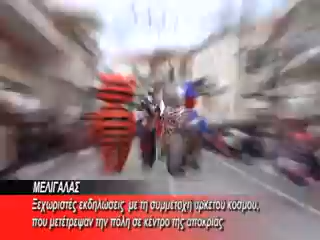 ΜΕΛΙΓΑΛΑΣ
Ξεχωριστές εκδηλώσεις με τη συμμετοχή αρκετού κόσμου,
που μετέτρεψαν την πόλη σε κέντρο της αποκριάς